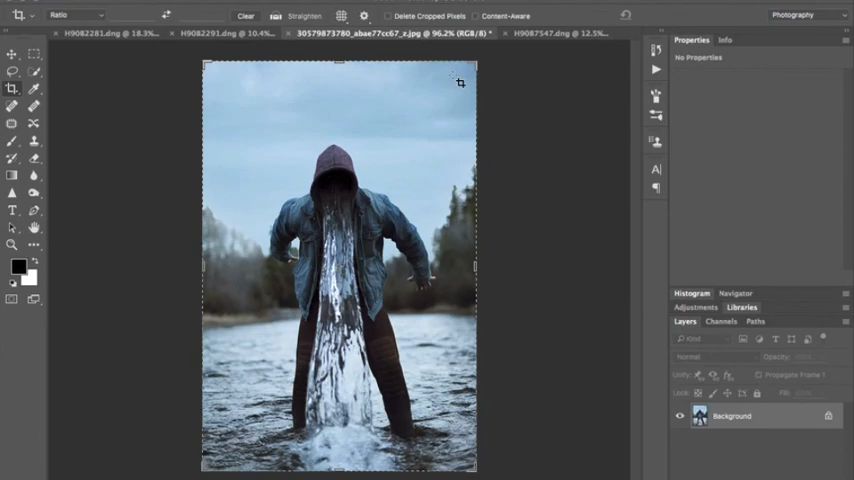 Ratio Clear Straighten Delete Cropped Pixels Content-Aware Photography
H9082281.dng @ 18.3%... H9082291.dng @ 10.4%... 30579873780_abae77cc67_z.jpg @ 96.2% (RGB/8) * H9087547.dng @ 12.5%...
Properties Info
No Properties
Histogram Navigator
Adjustments Libraries
Layers Channels Paths
Kind
Normal Opacity:
Unify: Propagate Frame 1
Lock: Fill:
Background